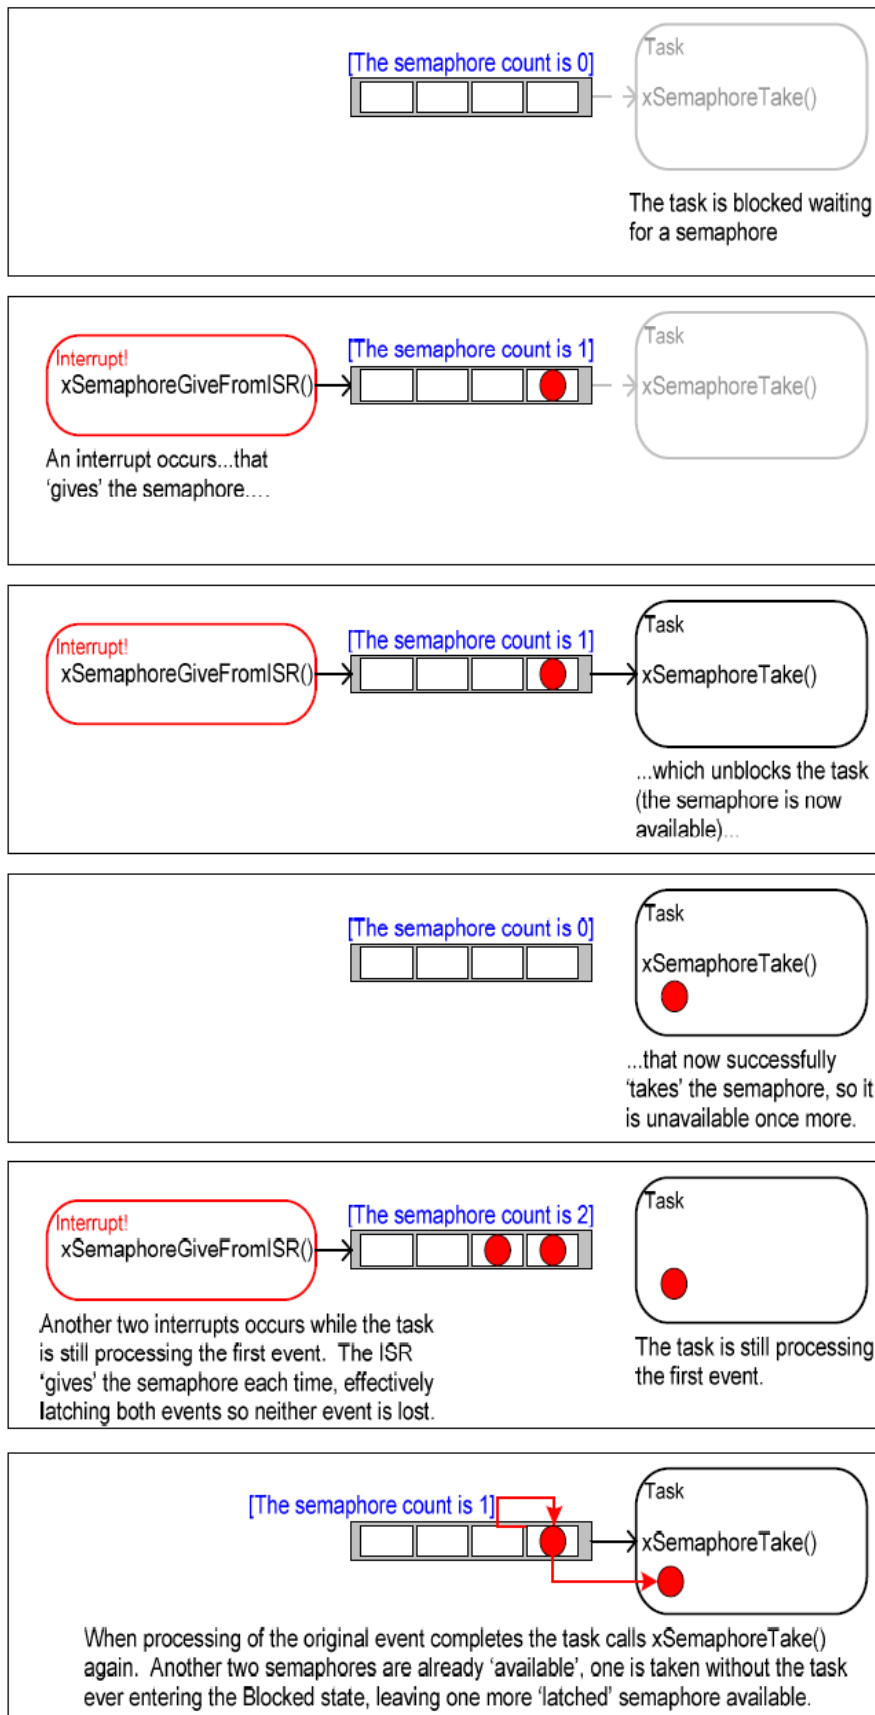 [The semaphore count is 0]
Task
xSemaphoreTake()
The task is blocked waiting
for a semaphore
Interrupt!
xSemaphoreGiveFromISR()
[The semaphore count is 1]
Task
xSemaphoreTake()
An interrupt occurs...that
‘gives’ the semaphore....
Interrupt!
xSemaphoreGiveFromISR()
[The semaphore count is 1]
Task
xSemaphoreTake()
...which unblocks the task
(the semaphore is now
available)...
[The semaphore count is 0]
Task
xSemaphoreTake()
...that now successfully
‘takes’ the semaphore, so it
is unavailable once more.
Interrupt!
xSemaphoreGiveFromISR()
[The semaphore count is 2]
Task
Another two interrupts occurs while the task
is still processing the first event.  The ISR
‘gives’ the semaphore each time, effectively
latching both events so neither event is lost.
The task is still processing
the first event.
[The semaphore count is 1]
Task
xSemaphoreTake()
When processing of the original event completes the task calls xSemaphoreTake()
again.  Another two semaphores are already ‘available’, one is taken without the task
ever entering the Blocked state, leaving one more ‘latched’ semaphore available.